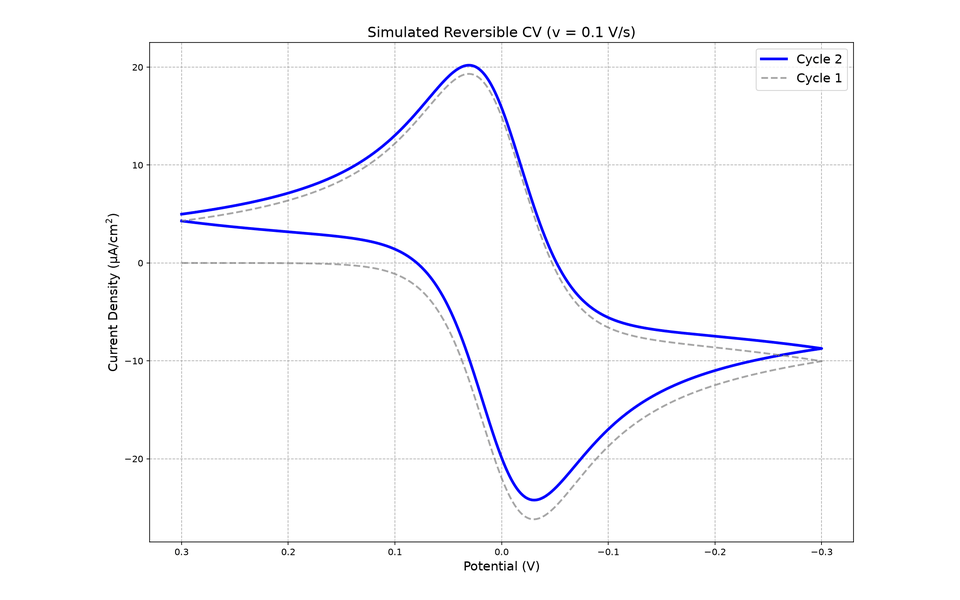 Simulated Reversible CV (v = 0.1 V/s)
Cycle 2
Cycle 1
Current Density (μA/cm²)
20
10
0
−10
−20
0.3
0.2
0.1
0.0
−0.1
−0.2
−0.3
Potential (V)